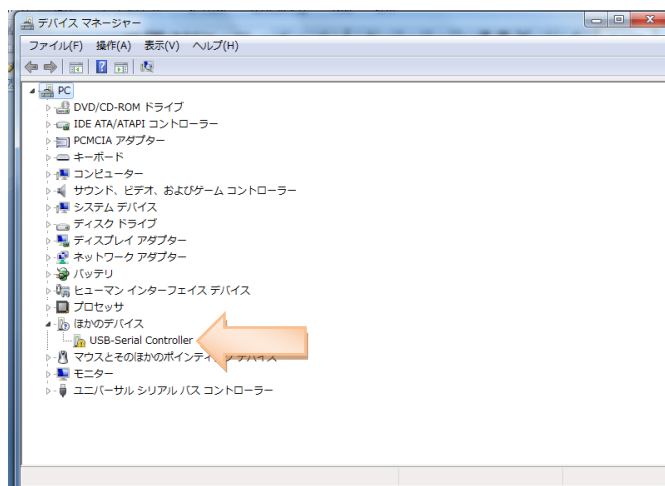 デバイス マネージャー
ファイル(F) 操作(A) 表示(V) ヘルプ(H)
PC
DVD/CD-ROM ドライブ
IDE ATA/ATAPI コントローラー
PCMCIA アダプター
キーボード
コンピューター
サウンド、ビデオ、およびゲーム コントローラー
システム デバイス
ディスク ドライブ
ディスプレイ アダプター
ネットワーク アダプター
バッテリ
ヒューマン インターフェイス デバイス
プロセッサ
ほかのデバイス
USB-Serial Controller
マウスとそのほかのポインティング デバイス
モニター
ユニバーサル シリアル バス コントローラー